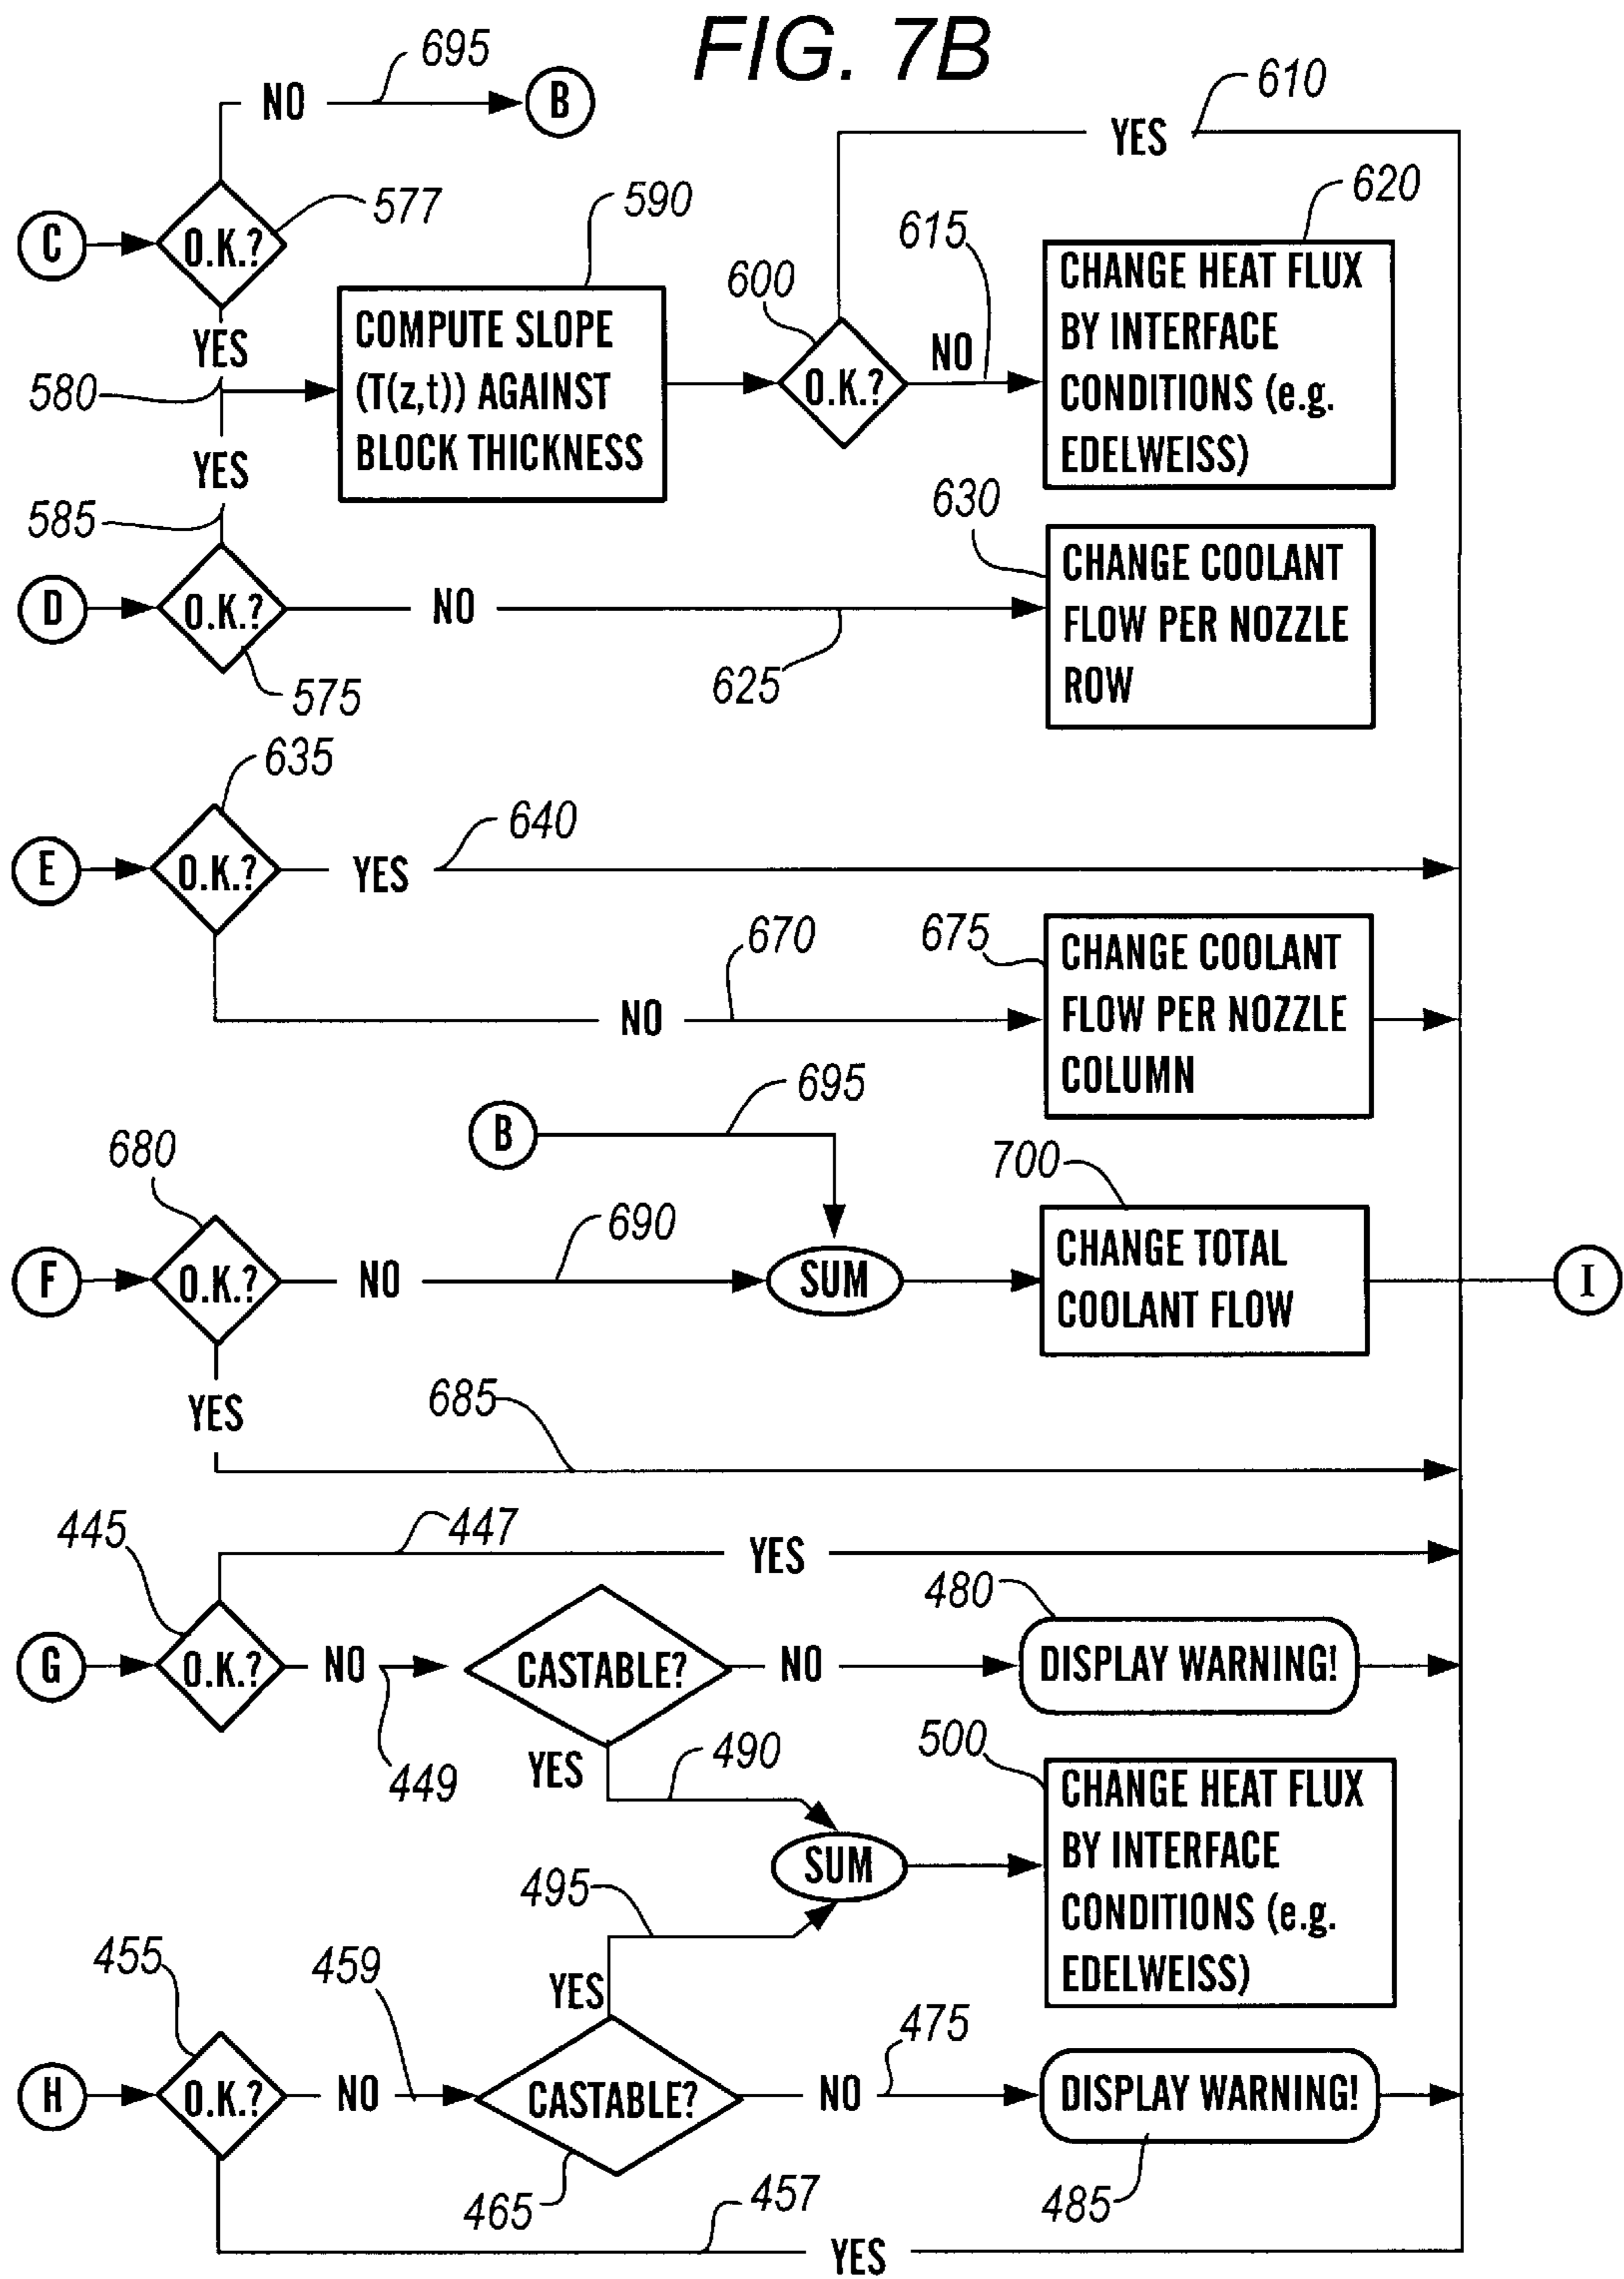 FIG. 7B
695
NO
B
610
YES
C
O.K.?
577
590
620
615
600
YES
580
COMPUTE SLOPE
(T(z,t)) AGAINST
BLOCK THICKNESS
O.K.?
NO
CHANGE HEAT FLUX
BY INTERFACE
CONDITIONS (e.g.
EDELWEISS)
YES
585
630
D
O.K.?
NO
625
575
CHANGE COOLANT
FLOW PER NOZZLE
ROW
635
E
O.K.?
YES
640
670
NO
675
CHANGE COOLANT
FLOW PER NOZZLE
COLUMN
B
695
680
700
F
O.K.?
NO
690
SUM
CHANGE TOTAL
COOLANT FLOW
I
YES
685
445
447
YES
480
G
O.K.?
NO
449
CASTABLE?
NO
DISPLAY WARNING!
YES
490
500
SUM
CHANGE HEAT FLUX
BY INTERFACE
CONDITIONS (e.g.
EDELWEISS)
495
455
459
YES
475
H
O.K.?
NO
CASTABLE?
NO
DISPLAY WARNING!
465
457
485
YES